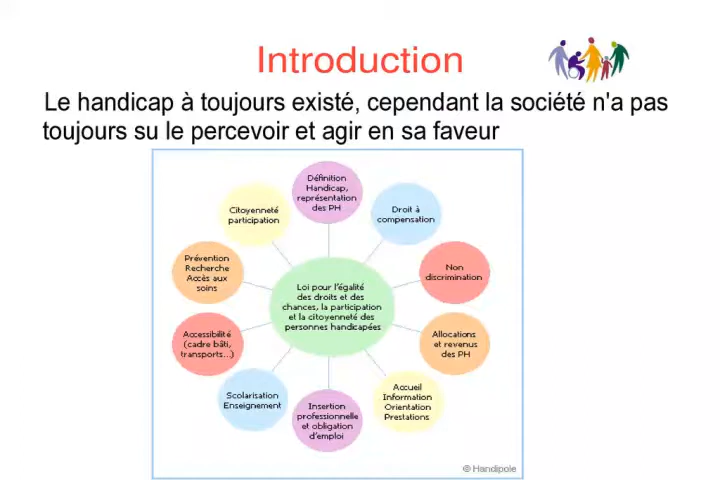 Introduction
Le handicap à toujours existé, cependant la société n'a pas
toujours su le percevoir et agir en sa faveur
Définition
Handicap,
représentation
des PH
Citoyenneté
participation
Droit à
compensation
Prévention
Recherche
Accès aux
soins
Non
discrimination
Loi pour l'égalité
des droits et des
chances, la participation
et la citoyenneté des
personnes handicapées
Accessibilité
(cadre bâti,
transports...)
Allocations
et revenus
des PH
Scolarisation
Enseignement
Accueil
Information
Orientation
Prestations
Insertion
professionnelle
et obligation
d'emploi
© Handipole